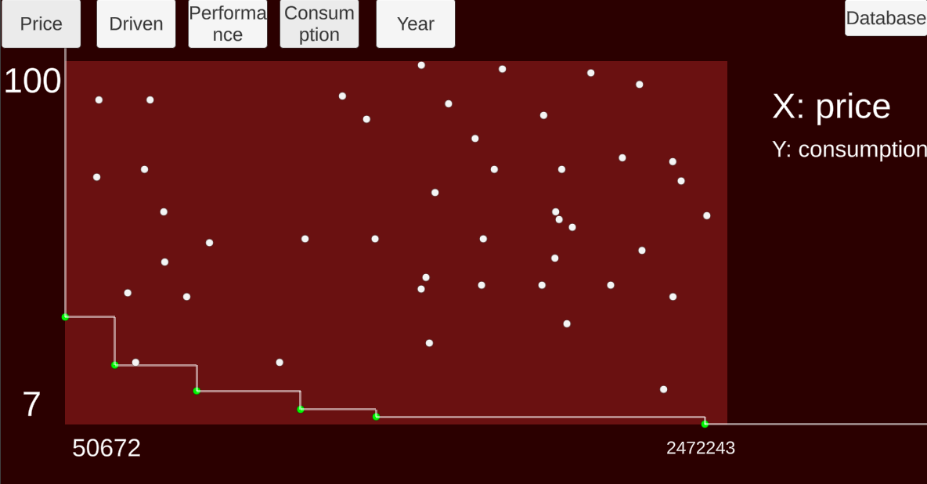 Price
Driven
Performa
nce
Consum
ption
Year
Database
100
X: price
Y: consumption
7
50672
2472243